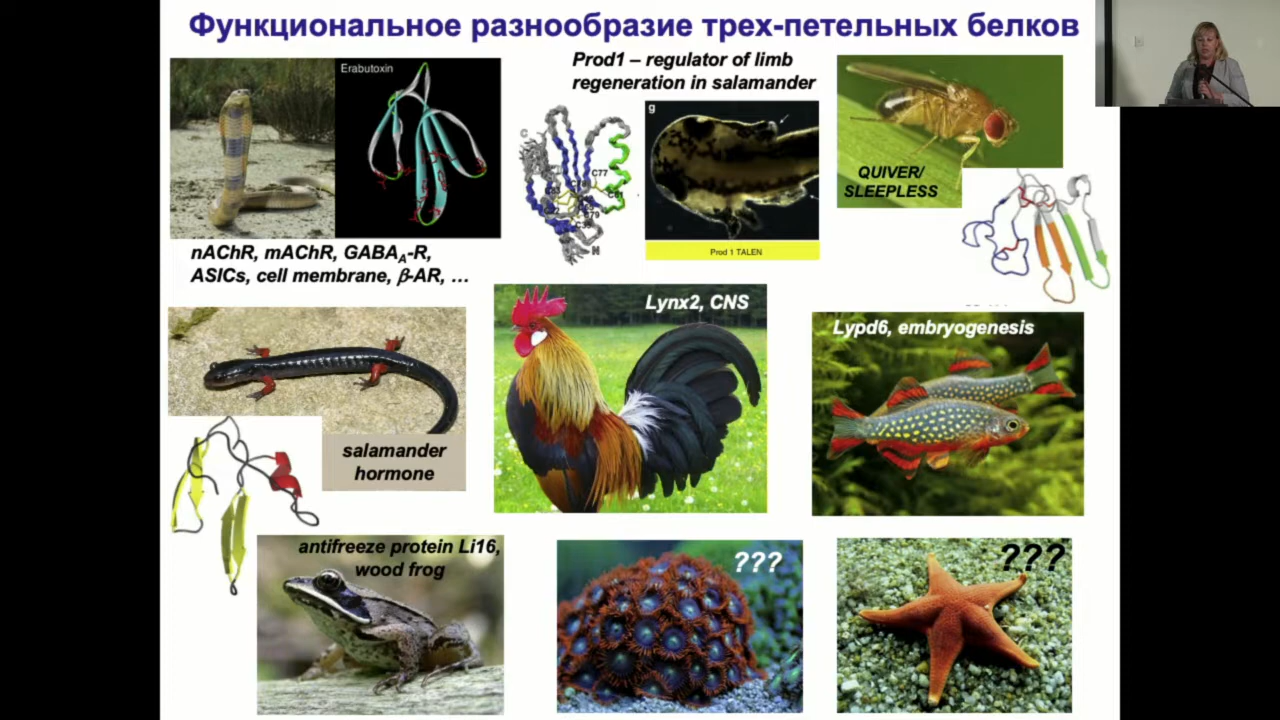 Функциональное разнообразие трех-петельных белков
Erabutoxin
nAChR, mAChR, GABAA-R,
ASICs, cell membrane, β-AR, …
Prod1 – regulator of limb
regeneration in salamander
C
C77
N
g
Prod 1 TALEN
QUIVER/
SLEEPLESS
salamander
hormone
Lynx2, CNS
Lypd6, embryogenesis
antifreeze protein Li16,
wood frog
???
???